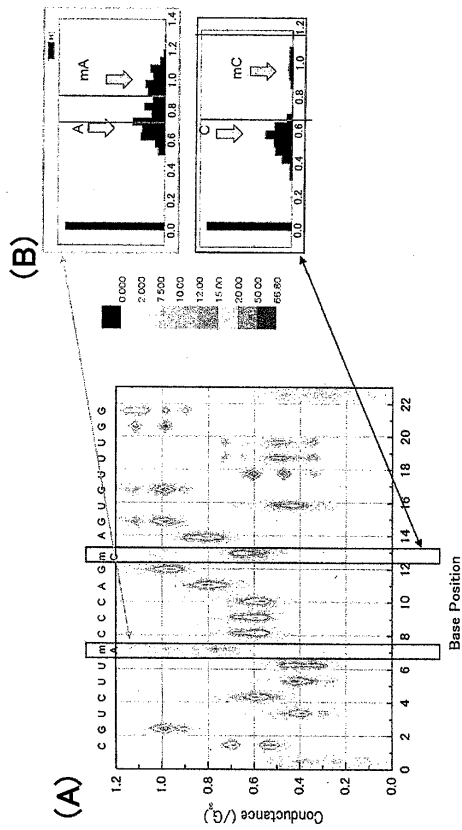 (A)
C G U C U U m C C C A G m A G U G U U U G G
A
C
1.2
1.0
0.8
0.6
0.4
0.2
0.0
Conductance (/G₀)
0 2 4 6 8 10 12 14 16 18 20 22
Base Position
0.000
2.000
7.500
10.00
12.00
15.00
20.00
50.00
66.60
(B)
A
mA
0.0 0.2 0.4 0.6 0.8 1.0 1.2 1.4
C
mC
0.0 0.2 0.4 0.6 0.8 1.0 1.2